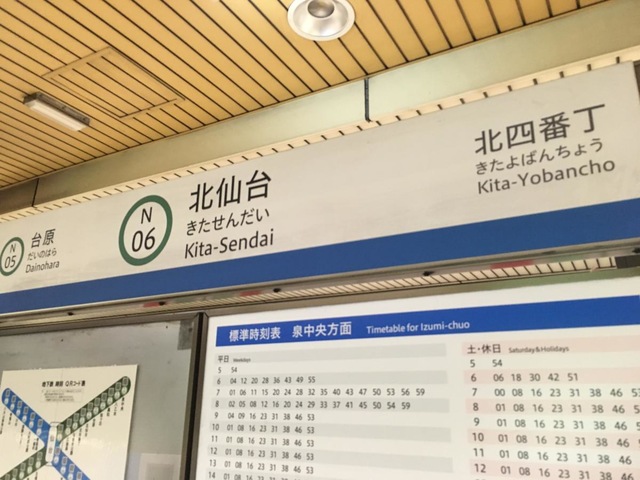 N
05
台原
だいのはら
Dainohara
N
06
北仙台
きたせんだい
Kita-Sendai
北四番丁
きたよばんちょう
Kita-Yobancho
標準時刻表 泉中央方面 Timetable for Izumi-chuo
平日 Weekdays
5 54
6 04 12 20 28 36 43 49 55
7 01 06 11 15 20 24 28 32 35 40 43 47 50 53 56 59
8 02 05 08 12 16 20 24 29 33 37 41 45 50 54 59
9 04 09 16 23 31 38 46 53
10 01 08 16 23 31 38 46 53
11 01 08 16 23 31 38 46 53
12 01 08 16 23 31 38 46 53
13 01 08 16 23 31 38 46 53
14 01 08 16 23 31 38 46 53
土・休日 Saturday&Holidays
5 54
6 06 18 30 42 51
7 00 08 16 23 31 38 46 53
8 01 08 16 23 31 38 46
9 01 08 16 23 31 38 46
10 01 08 16 23 31 38 46
11 01 08 16 23 31 38 46
12 01 08 16 23 31 38 46